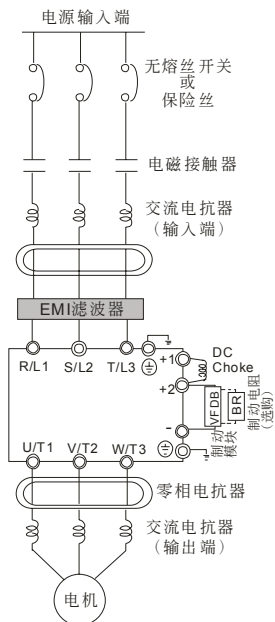 电源输入端
无熔丝开关
或
保险丝
电磁接触器
交流电抗器
（输入端）
EMI滤波器
R/L1 S/L2 T/L3
+1
DC
Choke
+2
VFDB
BR
制动电阻
（选购）
-
制动
模块
U/T1 V/T2 W/T3
零相电抗器
交流电抗器
（输出端）
电机